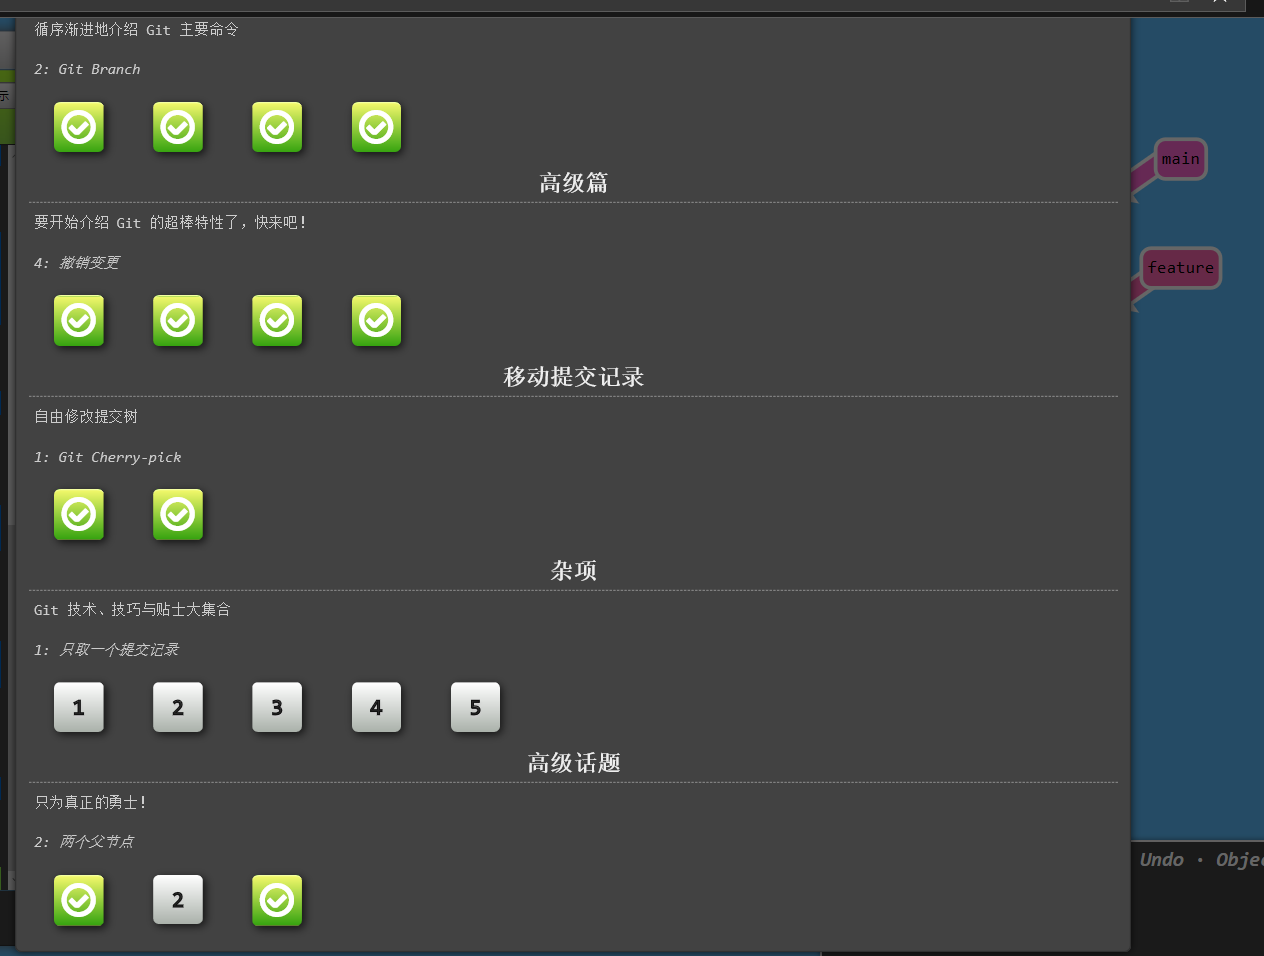 循序渐进地介绍 Git 主要命令
2: Git Branch
高级篇
要开始介绍 Git 的超棒特性了，快来吧！
4: 撤销变更
移动提交记录
自由修改提交树
1: Git Cherry-pick
杂项
Git 技术、技巧与贴士大集合
1: 只取一个提交记录
1 2 3 4 5
高级话题
只为真正的勇士！
2: 两个父节点
2
示
main
feature
Undo · Objec